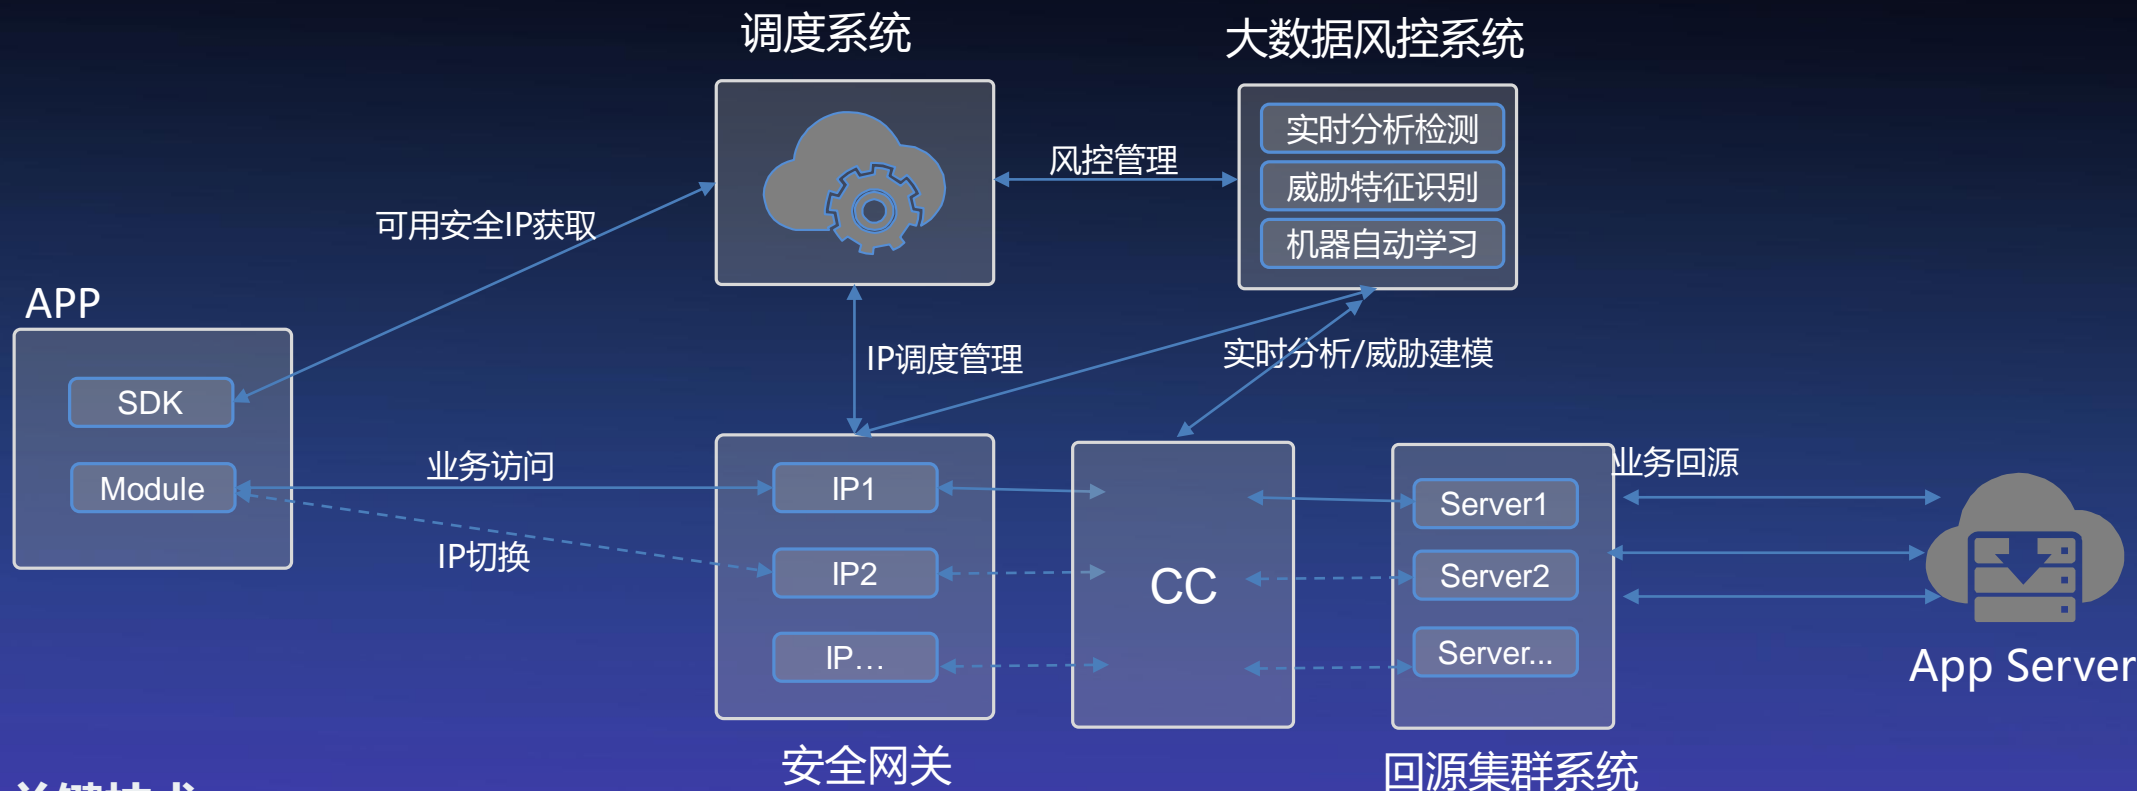 调度系统
大数据风控系统
实时分析检测
风控管理
威胁特征识别
可用安全IP获取
机器自动学习
APP
IP调度管理
实时分析/威胁建模
SDK
业务访问
业务回源
Module
IP1
Server1
IP切换
IP2
CC
Server2
IP...
Server...
App Server
安全网关
回源集群系统
关键技术